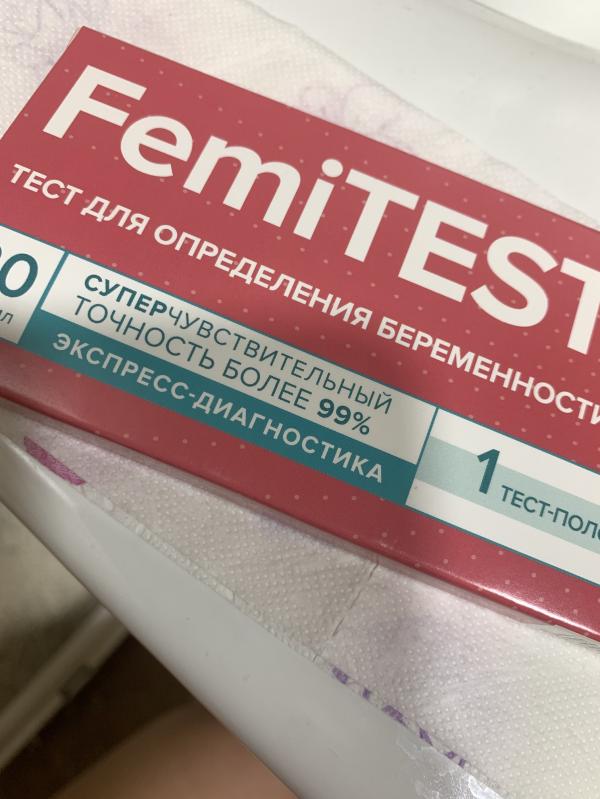 FemiTEST
ТЕСТ ДЛЯ ОПРЕДЕЛЕНИЯ БЕРЕМЕННОСТИ
СУПЕРЧУВСТВИТЕЛЬНЫЙ
ТОЧНОСТЬ БОЛЕЕ 99%
ЭКСПРЕСС-ДИАГНОСТИКА
1